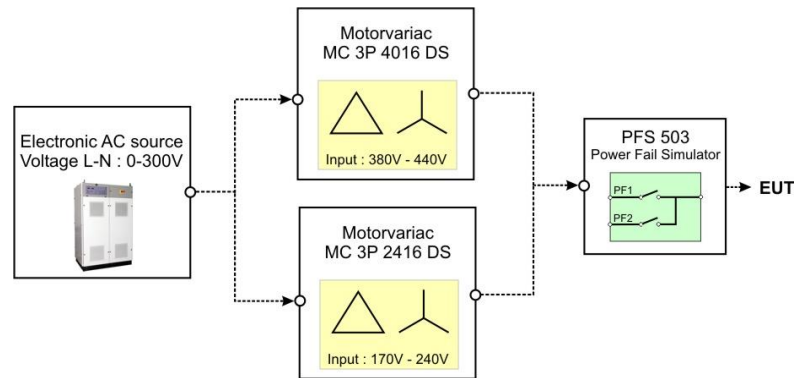 Electronic AC source
Voltage L-N : 0-300V
Motorvariac
MC 3P 4016 DS
Input : 380V - 440V
Motorvariac
MC 3P 2416 DS
Input : 170V - 240V
PFS 503
Power Fail Simulator
PF1
PF2
EUT